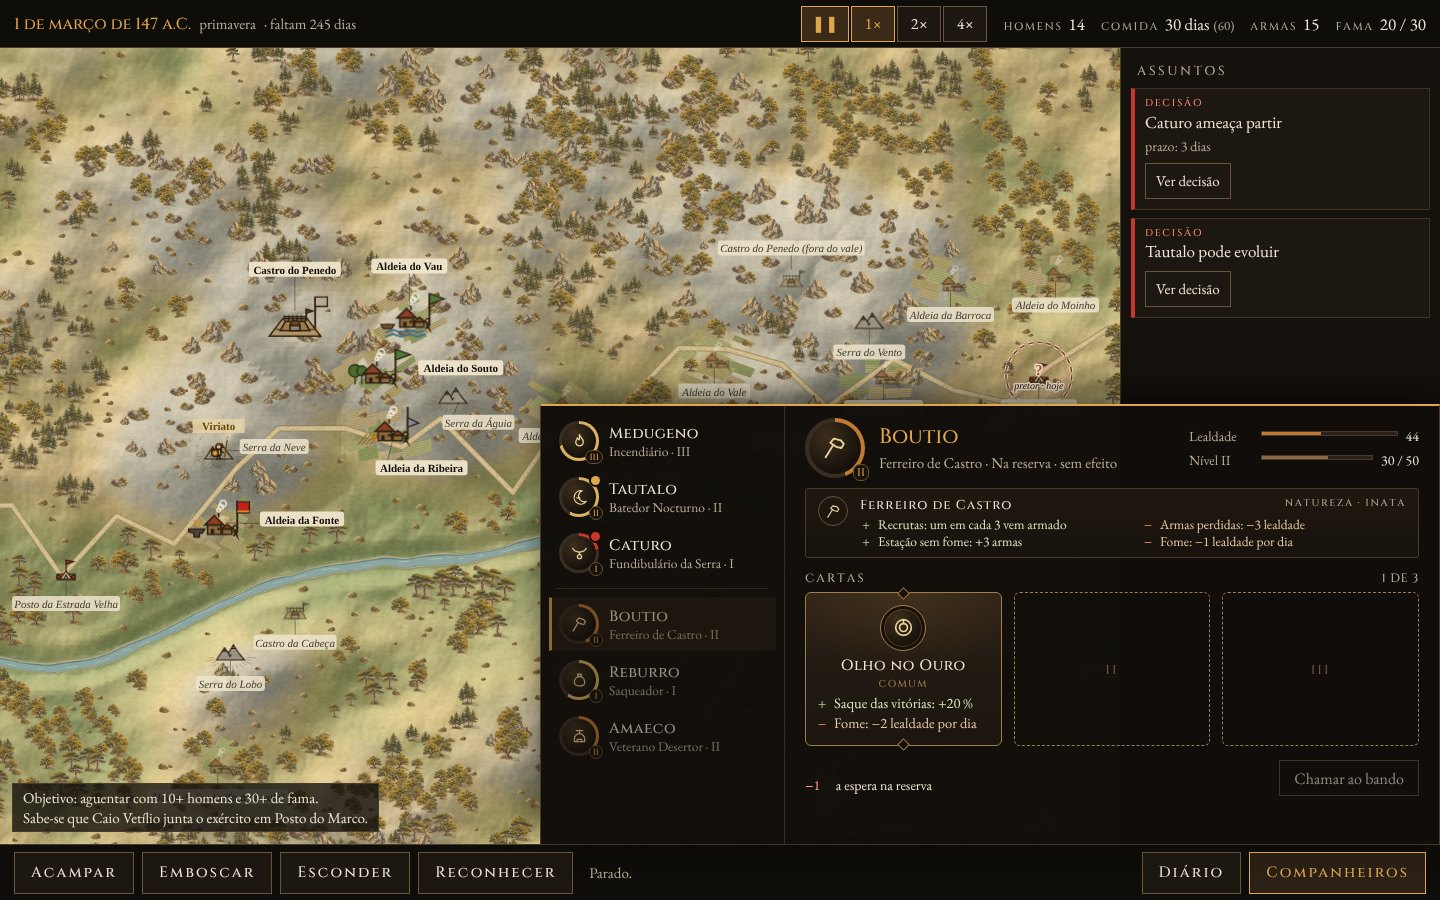 1 DE MARÇO DE 147 A.C. primavera · faltam 245 dias
❚❚ 1× 2× 4× HOMENS 14 COMIDA 30 dias (60) ARMAS 15 FAMA 20 / 30
ASSUNTOS
DECISÃO
Caturo ameaça partir
prazo: 3 dias
Ver decisão
DECISÃO
Tautalo pode evoluir
Ver decisão
Castro do Penedo (fora do vale)
Castro do Penedo
Aldeia do Vau
Aldeia do Moinho
Aldeia da Barroca
Serra do Vento
Aldeia do Souto
?
pretor · hoje
Aldeia do Vale
Serra da Águia
Viriato
Serra da Neve
Aldeia da Ribeira
Aldeia da Fonte
Posto da Estrada Velha
Castro da Cabeça
Serra do Lobo
Objetivo: aguentar com 10+ homens e 30+ de fama.
Sabe-se que Caio Vetílio junta o exército em Posto do Marco.
MEDUGENO
Incendiário · III
III
TAUTALO
Batedor Nocturno · II
II
CATURO
Fundibulário da Serra · I
I
BOUTIO
Ferreiro de Castro · II
II
REBURRO
Saqueador · I
I
AMAECO
Veterano Desertor · II
II
BOUTIO
II
Ferreiro de Castro · Na reserva · sem efeito
Lealdade 44
Nível II 30 / 50
FERREIRO DE CASTRO
NATUREZA · INATA
+ Recrutas: um em cada 3 vem armado
+ Estação sem fome: +3 armas
− Armas perdidas: −3 lealdade
− Fome: −1 lealdade por dia
CARTAS 1 DE 3
OLHO NO OURO
COMUM
+ Saque das vitórias: +20 %
− Fome: −2 lealdade por dia
II
III
−1 a espera na reserva
Chamar ao bando
ACAMPAR EMBOSCAR ESCONDER RECONHECER Parado.
DIÁRIO COMPANHEIROS